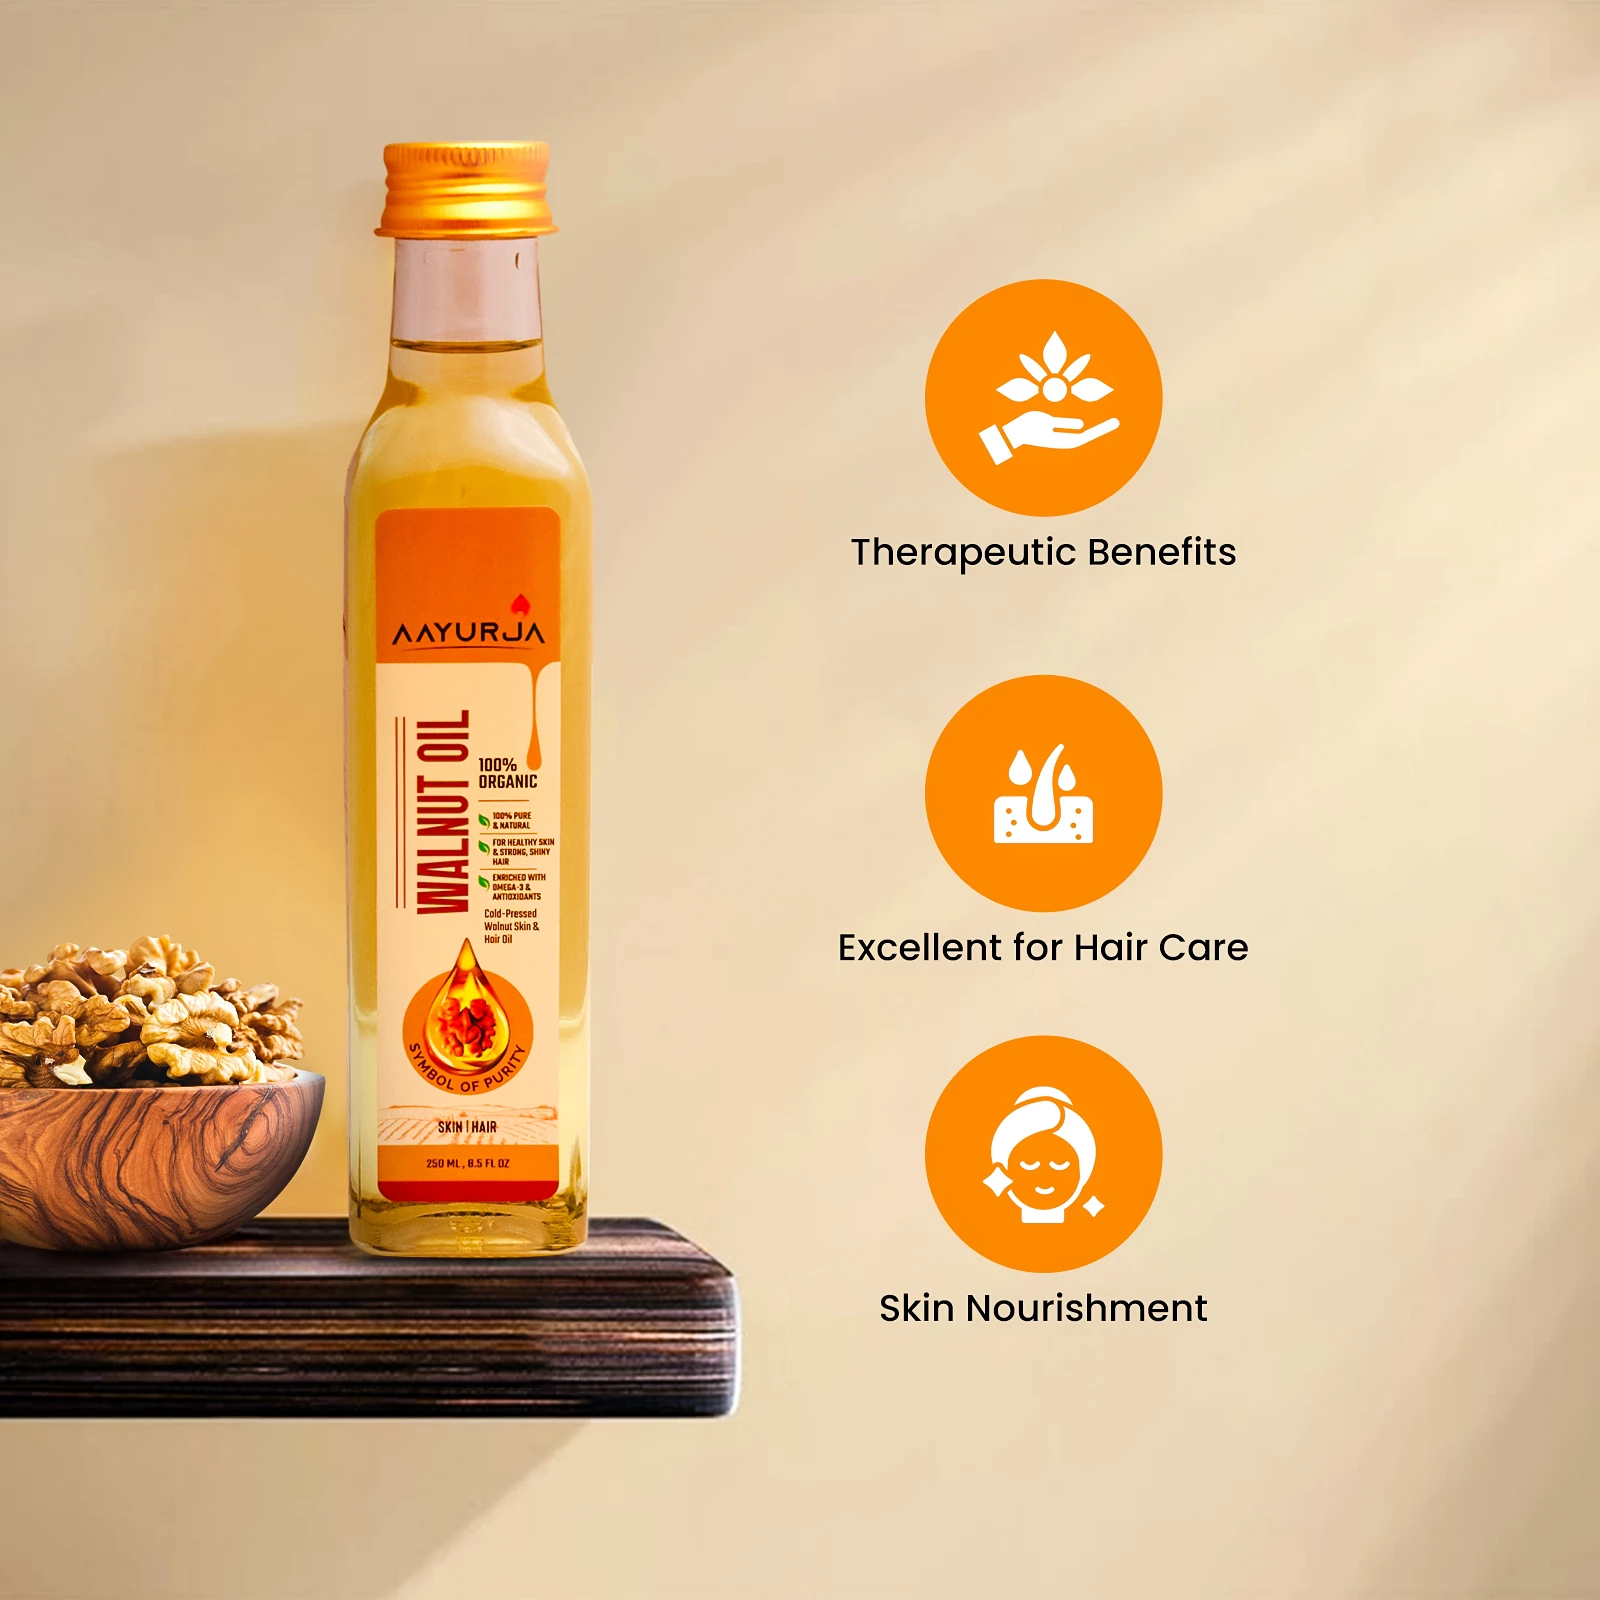 AAYURJA
WALNUT OIL
100%
ORGANIC
100% PURE
& NATURAL
FOR HEALTHY SKIN
& STRONG, SHINY
HAIR
ENRICHED WITH
OMEGA-3 &
ANTIOXIDANTS
Cold-Pressed
Walnut Skin &
Hair Oil
SYMBOL OF PURITY
SKIN | HAIR
250 ML, 8.5 FL OZ
Therapeutic Benefits
Excellent for Hair Care
Skin Nourishment